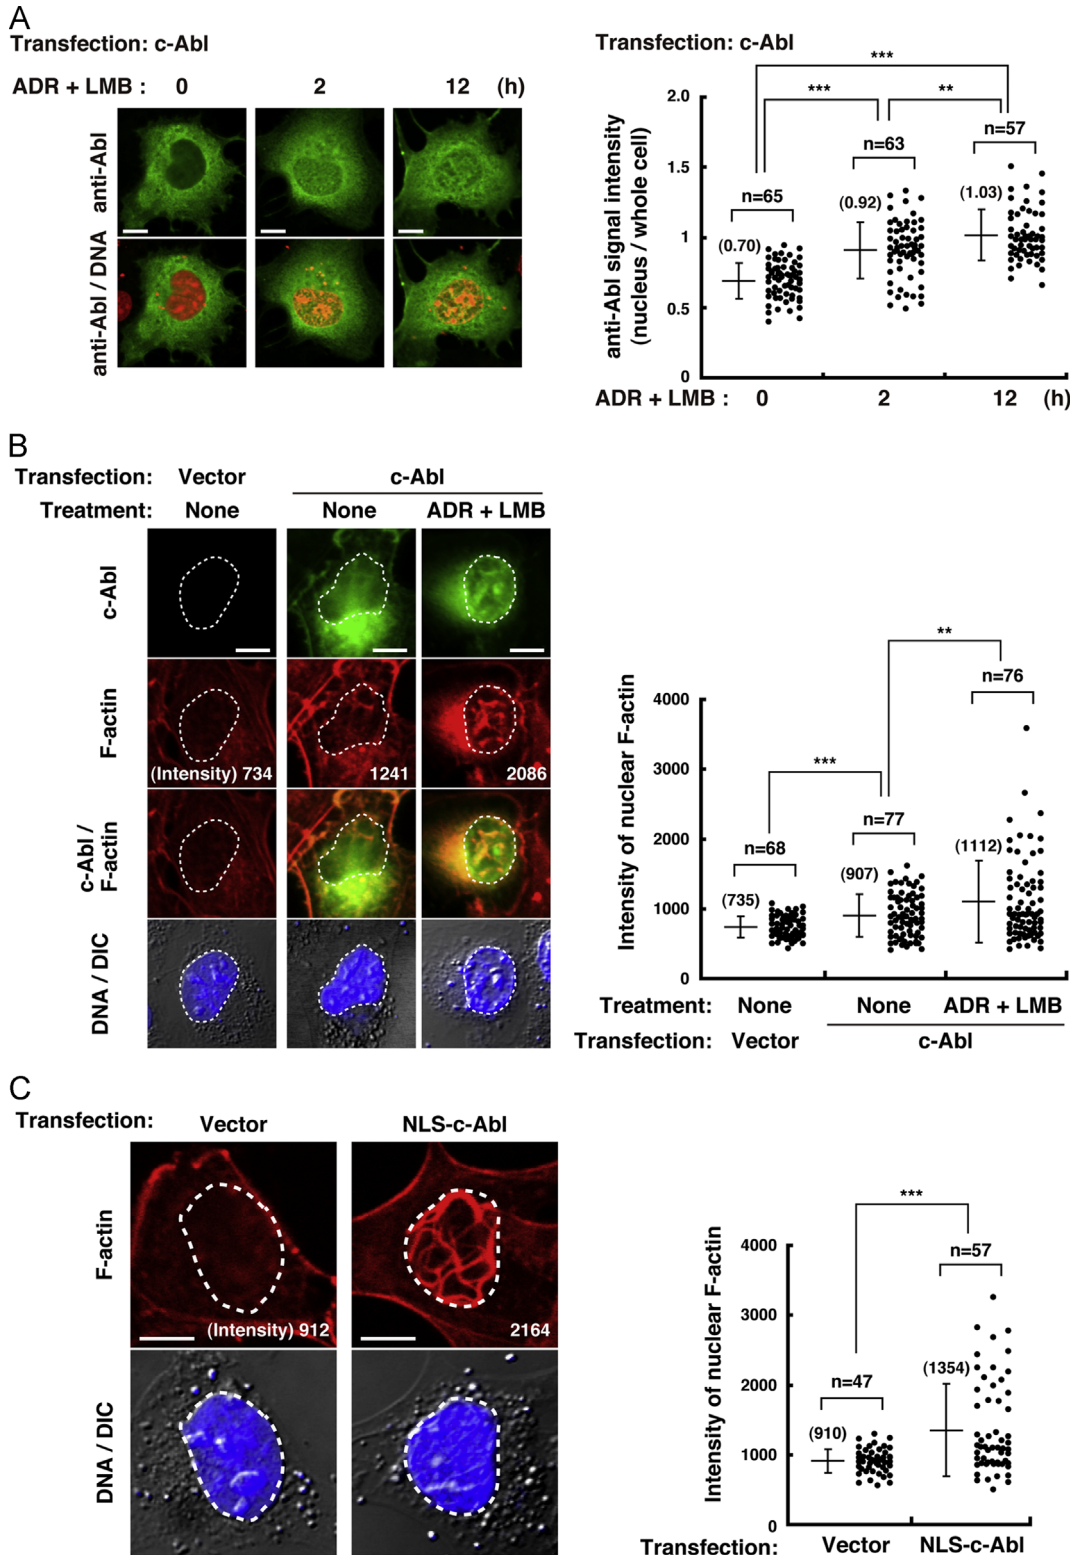 A
Transfection: c-Abl
ADR + LMB : 0 2 12 (h)
anti-Abl
anti-Abl / DNA
Transfection: c-Abl
***
*** **
n=57
n=63
n=65
(0.70)
(0.92)
(1.03)
2.0
1.5
1
0.5
0
anti-Abl signal intensity
(nucleus / whole cell)
ADR + LMB : 0 2 12 (h)
B
Transfection: Vector c-Abl
Treatment: None None ADR + LMB
c-Abl
F-actin
(Intensity) 734 1241 2086
c-Abl /
F-actin
DNA / DIC
**
***
n=76
n=77
n=68
(735)
(907)
(1112)
4000
3000
2000
1000
0
Intensity of nuclear F-actin
Treatment: None None ADR + LMB
Transfection: Vector c-Abl
C
Transfection: Vector NLS-c-Abl
F-actin
(Intensity) 912 2164
DNA / DIC
***
n=57
n=47
(910)
(1354)
4000
3000
2000
1000
0
Intensity of nuclear F-actin
Transfection: Vector NLS-c-Abl